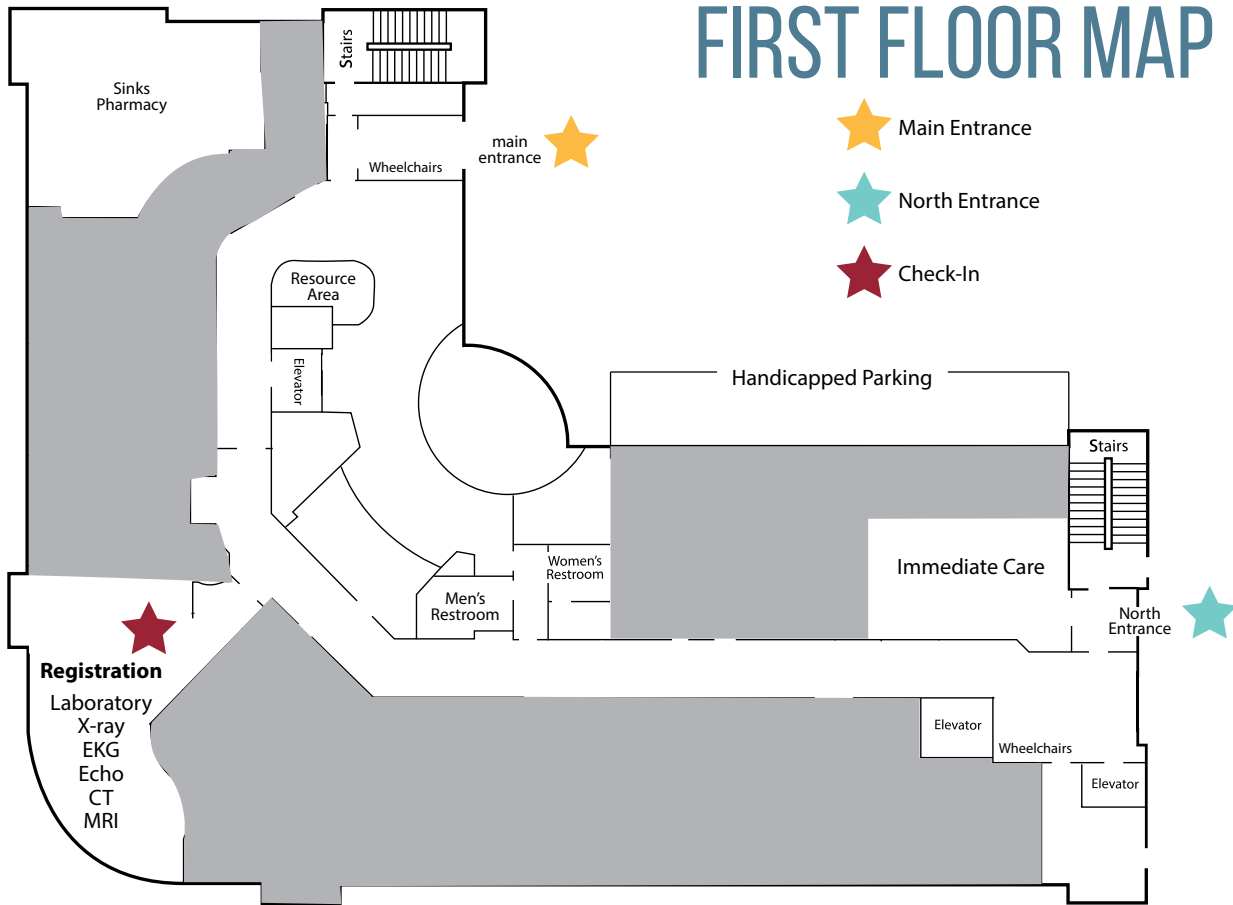 FIRST FLOOR MAP
Main Entrance
North Entrance
Check-In
Stairs
Sinks
Pharmacy
main
entrance
Wheelchairs
Resource
Area
Elevator
Handicapped Parking
Stairs
Women's
Restroom
Men's
Restroom
Immediate Care
North
Entrance
Registration
Laboratory
X-ray
EKG
Echo
CT
MRI
Elevator
Wheelchairs
Elevator